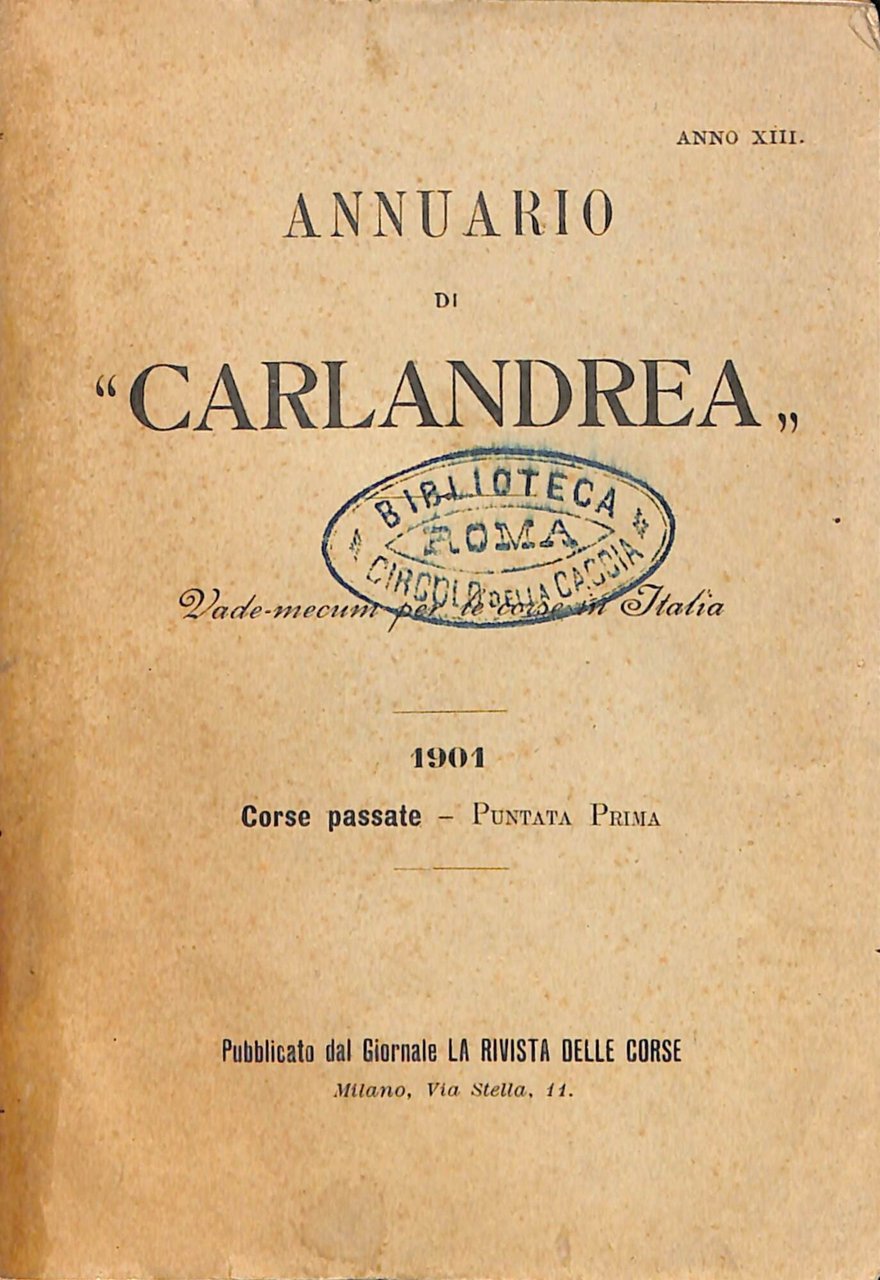 ANNO XIII.
ANNUARIO
DI
“CARLANDREA„
BIBLIOTECA
ROMA
CIRCOLO DELLA CACCIA
Vade-mecum per le corse in Italia
1901
Corse passate – PUNTATA PRIMA
Pubblicato dal Giornale LA RIVISTA DELLE CORSE
Milano, Via Stella, 11.